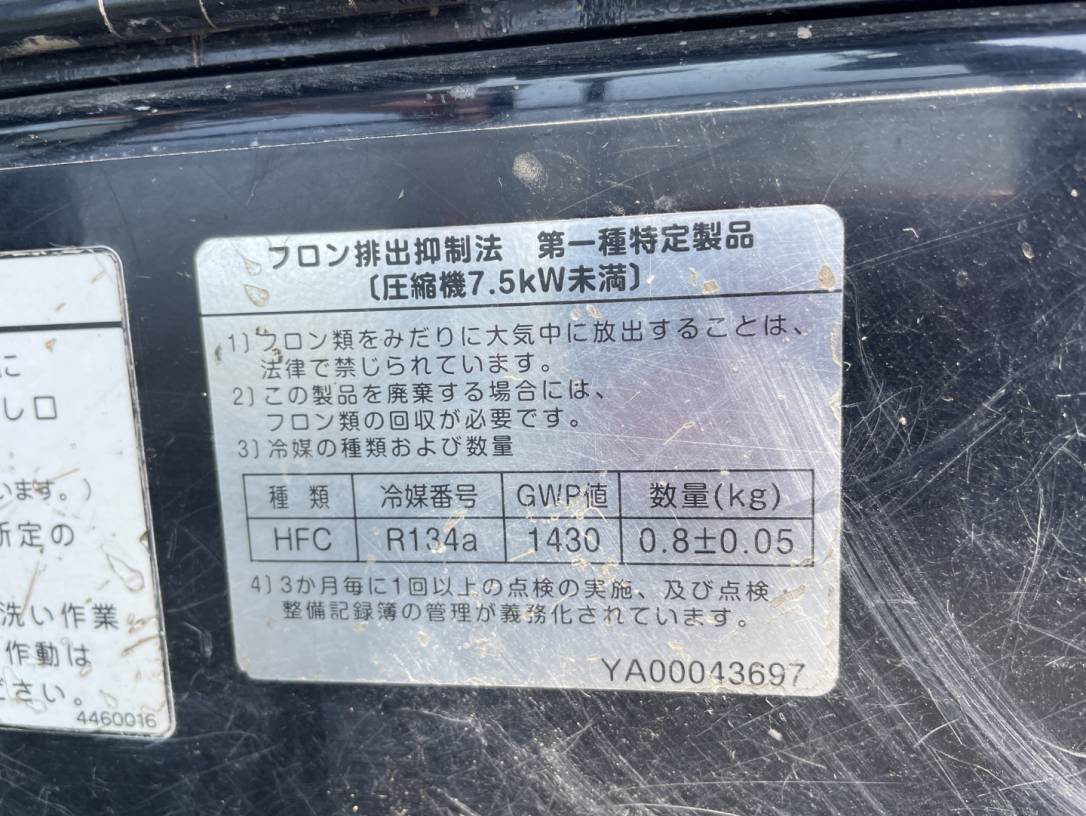 フロン排出抑制法　第一種特定製品
〔圧縮機7.5kW未満〕
1)フロン類をみだりに大気中に放出することは、
法律で禁じられています。
2)この製品を廃棄する場合には、
フロン類の回収が必要です。
3)冷媒の種類および数量
種類 冷媒番号 GWP値 数量(kg)
HFC R134a 1430 0.8±0.05
4)3か月毎に1回以上の点検の実施、及び点検
整備記録簿の管理が義務化されています。
YA00043697
に
し口
います。)
所定の
洗い作業
作動は
ださい。
4460016